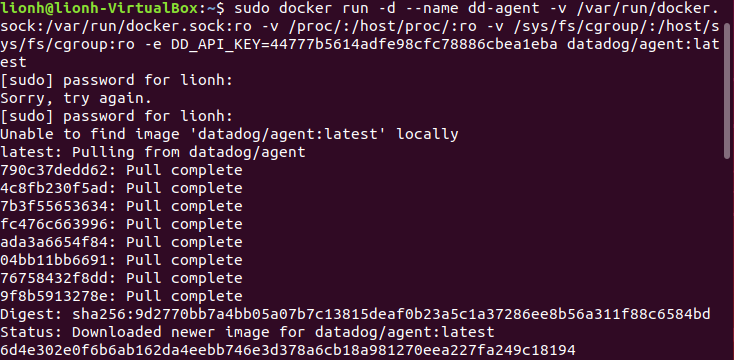 lionh@lionh-VirtualBox:~$ sudo docker run -d --name dd-agent -v /var/run/docker.
sock:/var/run/docker.sock:ro -v /proc/:/host/proc/:ro -v /sys/fs/cgroup/:/host/s
ys/fs/cgroup:ro -e DD_API_KEY=44777b5614adfe98cfc78886cbea1eba datadog/agent:lat
est
[sudo] password for lionh:
Sorry, try again.
[sudo] password for lionh:
Unable to find image 'datadog/agent:latest' locally
latest: Pulling from datadog/agent
790c37dedd62: Pull complete
4c8fb230f5ad: Pull complete
7b3f55653634: Pull complete
fc476c663996: Pull complete
ada3a6654f84: Pull complete
04bb11bb6691: Pull complete
76758432f8dd: Pull complete
9f8b5913278e: Pull complete
Digest: sha256:9d2770bb7a4bb05a07b7c13815deaf0b23a5c1a37286ee8b56a311f88c6584bd
Status: Downloaded newer image for datadog/agent:latest
6d4e302e0f6b6ab162da4eebb746e3d378a6cb18a981270eea227fa249c18194